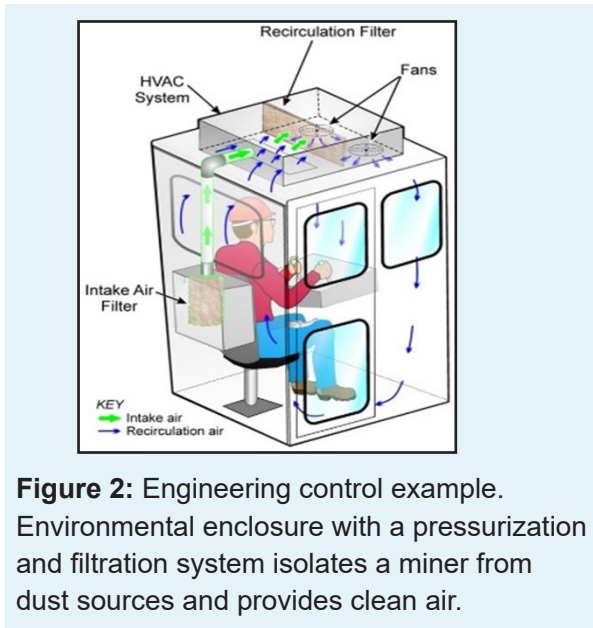 Recirculation Filter
HVAC
System
Fans
Intake Air
Filter
KEY
Intake air
Recirculation air
Figure 2: Engineering control example.
Environmental enclosure with a pressurization
and filtration system isolates a miner from
dust sources and provides clean air.